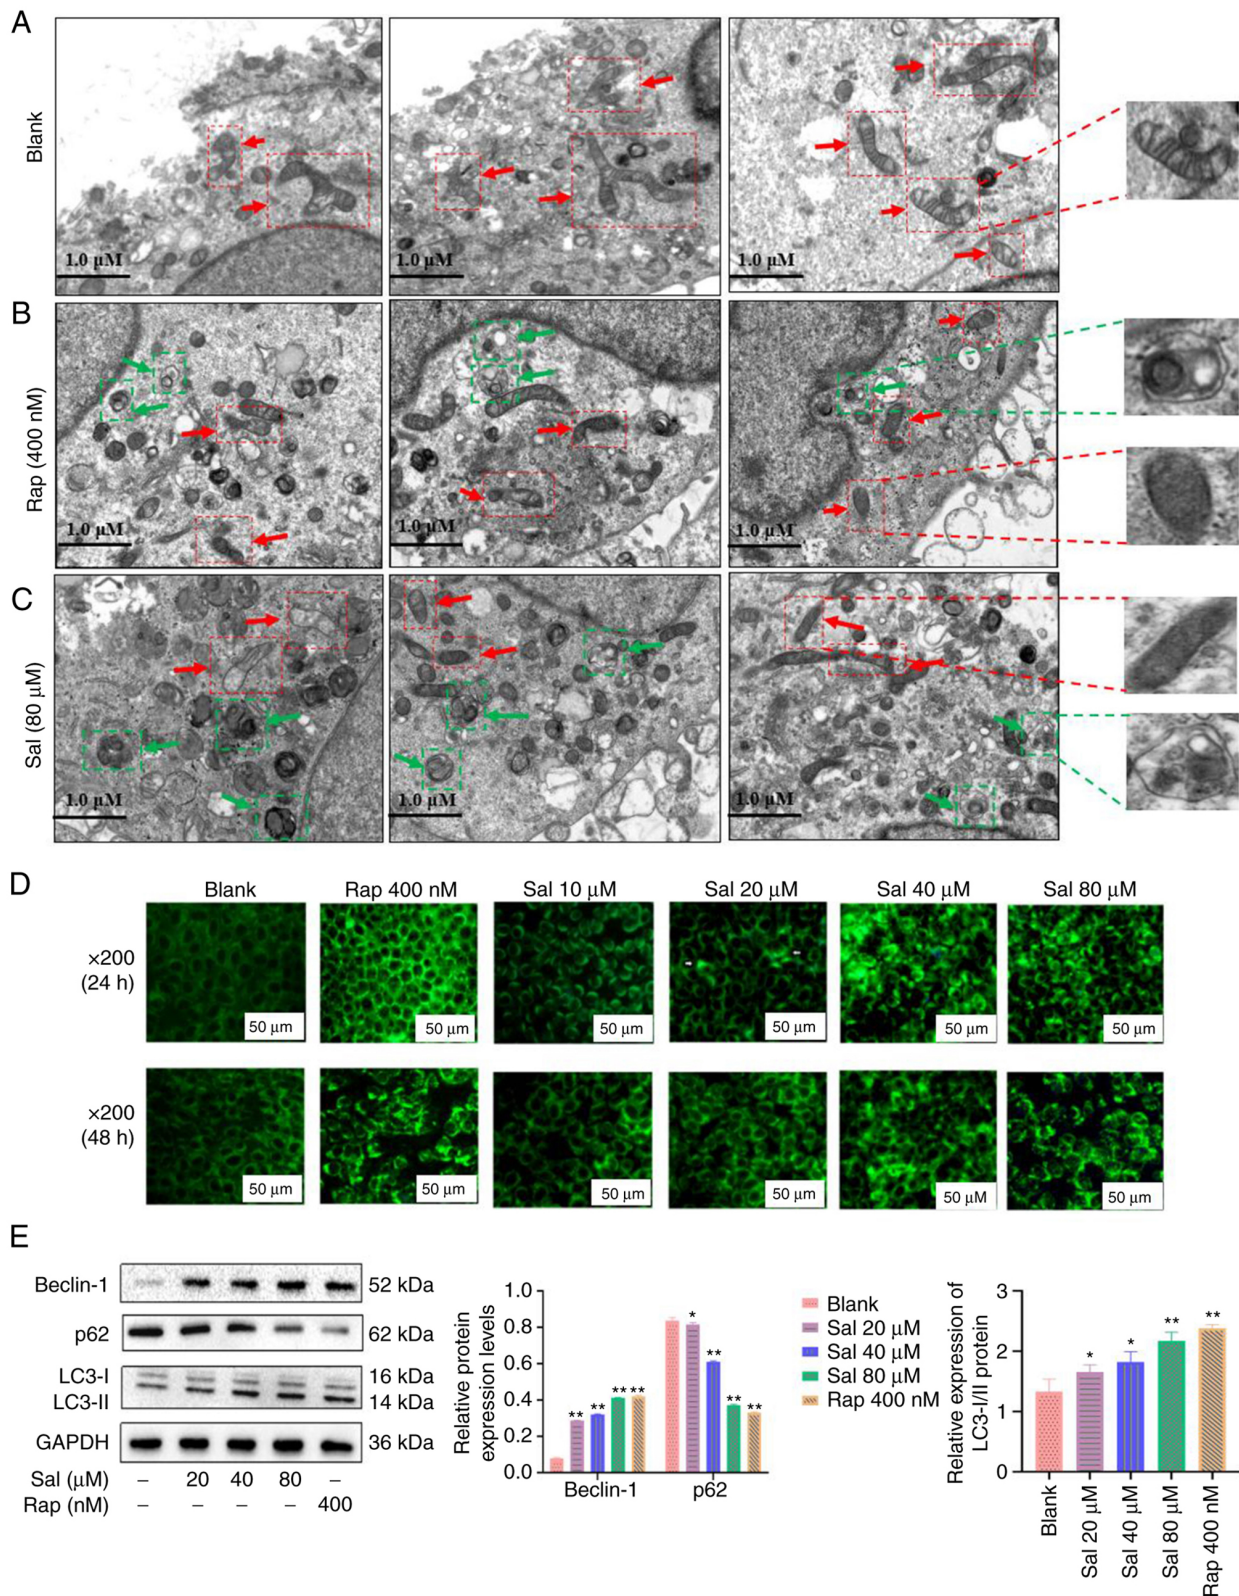 A
Blank
1.0 µM
1.0 µM
1.0 µM
B
Rap (400 nM)
1.0 µM
1.0 µM
1.0 µM
C
Sal (80 µM)
1.0 µM
1.0 µM
1.0 µM
D
Blank
Rap 400 nM
Sal 10 µM
Sal 20 µM
Sal 40 µM
Sal 80 µM
×200
(24 h)
50 µm
50 µm
50 µm
50 µm
50 µM
50 µm
×200
(48 h)
50 µm
50 µm
50 µm
50 µm
50 µM
50 µm
E
Beclin-1
52 kDa
p62
62 kDa
LC3-I
16 kDa
LC3-II
14 kDa
GAPDH
36 kDa
Sal (µM) – 20 40 80 –
Rap (nM) – – – – 400
Relative protein
expression levels
1.0
0.8
0.6
0.4
0.2
0.0
**
**
**
**
*
**
**
**
Beclin-1
p62
Blank
Sal 20 µM
Sal 40 µM
Sal 80 µM
Rap 400 nM
Relative expression of
LC3-I/II protein
3
2
1
0
*
*
**
**
Blank
Sal 20 µM
Sal 40 µM
Sal 80 µM
Rap 400 nM